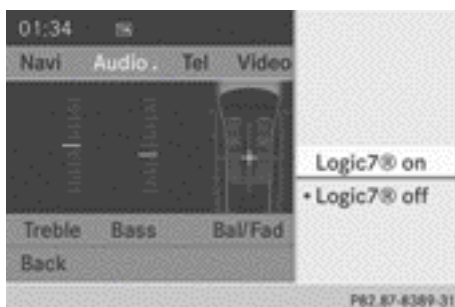 01:34
Navi Audio. Tel Video
Logic7® on
• Logic7® off
Treble Bass Bal/Fad
Back
P82.87-8389-31